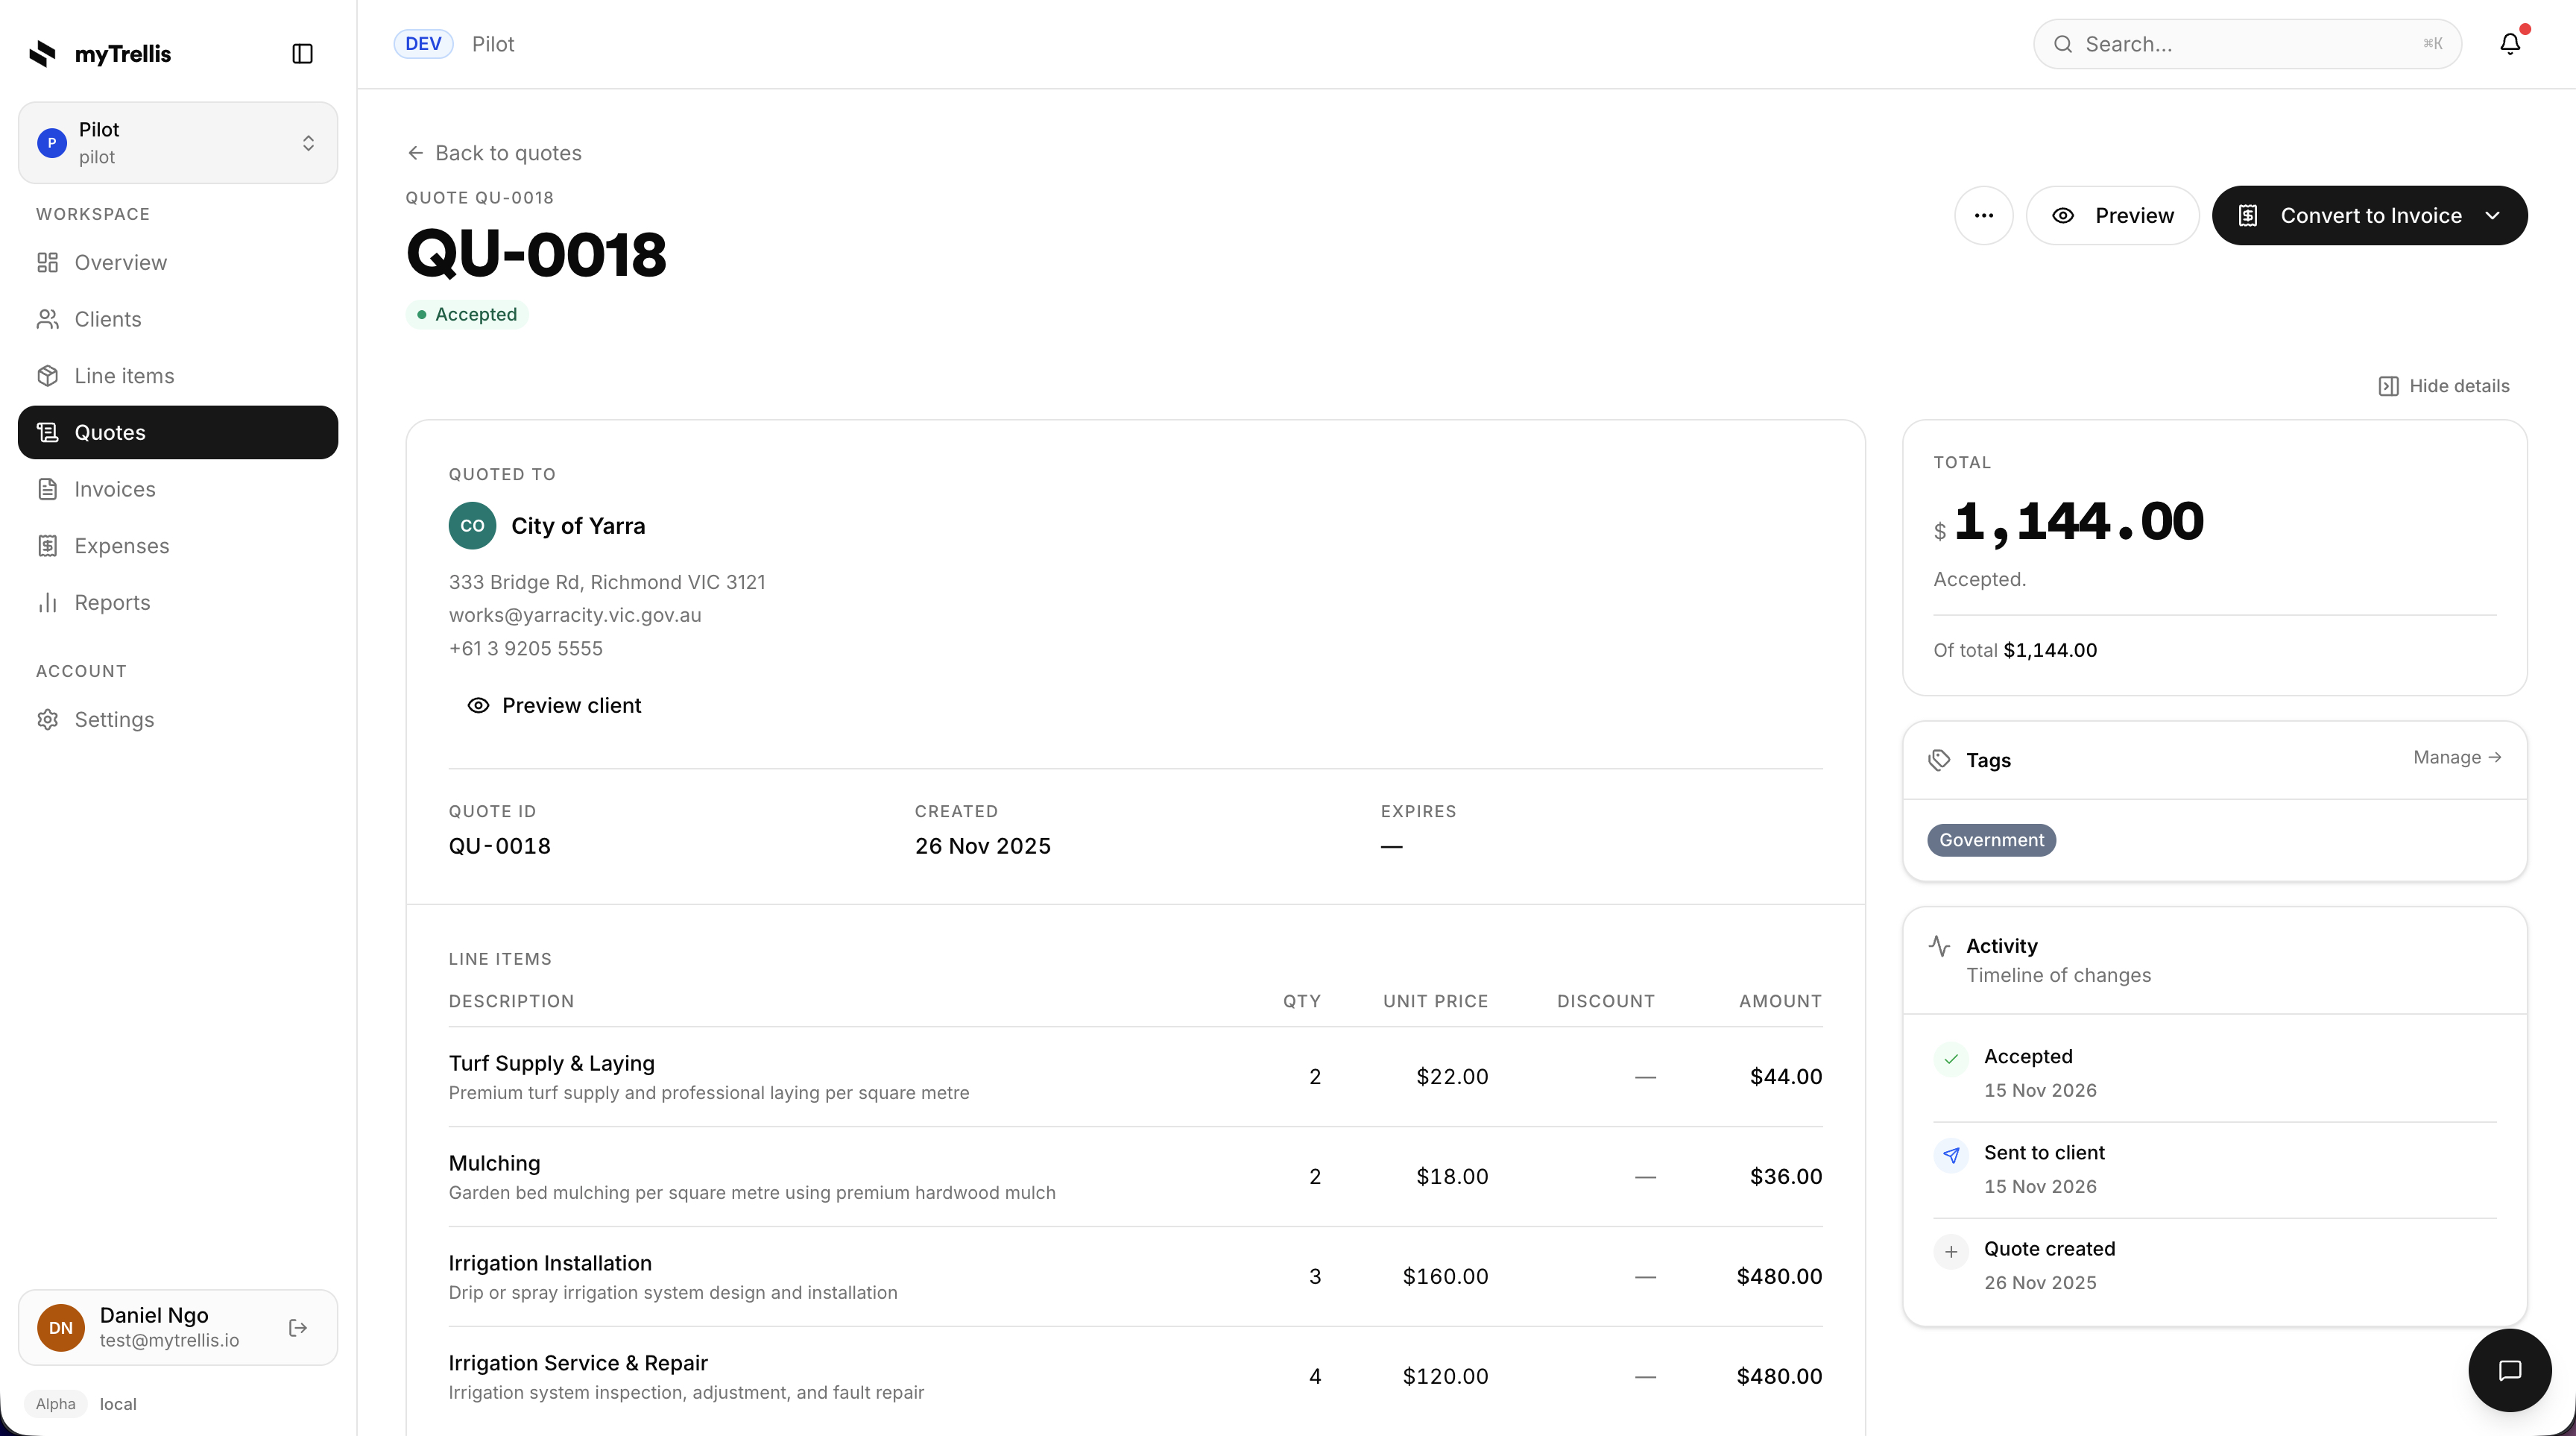 myTrellis
P
Pilot
pilot
WORKSPACE
Overview
Clients
Line items
Quotes
Invoices
Expenses
Reports
ACCOUNT
Settings
DN
Daniel Ngo
test@mytrellis.io
Alpha local
DEV Pilot
Search... ⌘K
← Back to quotes
QUOTE QU-0018
QU-0018
Accepted
Preview
Convert to Invoice
Hide details
QUOTED TO
CO City of Yarra
333 Bridge Rd, Richmond VIC 3121
works@yarracity.vic.gov.au
+61 3 9205 5555
Preview client
QUOTE ID CREATED EXPIRES
QU-0018 26 Nov 2025 —
LINE ITEMS
DESCRIPTION QTY UNIT PRICE DISCOUNT AMOUNT
Turf Supply & Laying
Premium turf supply and professional laying per square metre
2 $22.00 — $44.00
Mulching
Garden bed mulching per square metre using premium hardwood mulch
2 $18.00 — $36.00
Irrigation Installation
Drip or spray irrigation system design and installation
3 $160.00 — $480.00
Irrigation Service & Repair
Irrigation system inspection, adjustment, and fault repair
4 $120.00 — $480.00
TOTAL
$ 1,144.00
Accepted.
Of total $1,144.00
Tags
Manage →
Government
Activity
Timeline of changes
Accepted
15 Nov 2026
Sent to client
15 Nov 2026
Quote created
26 Nov 2025